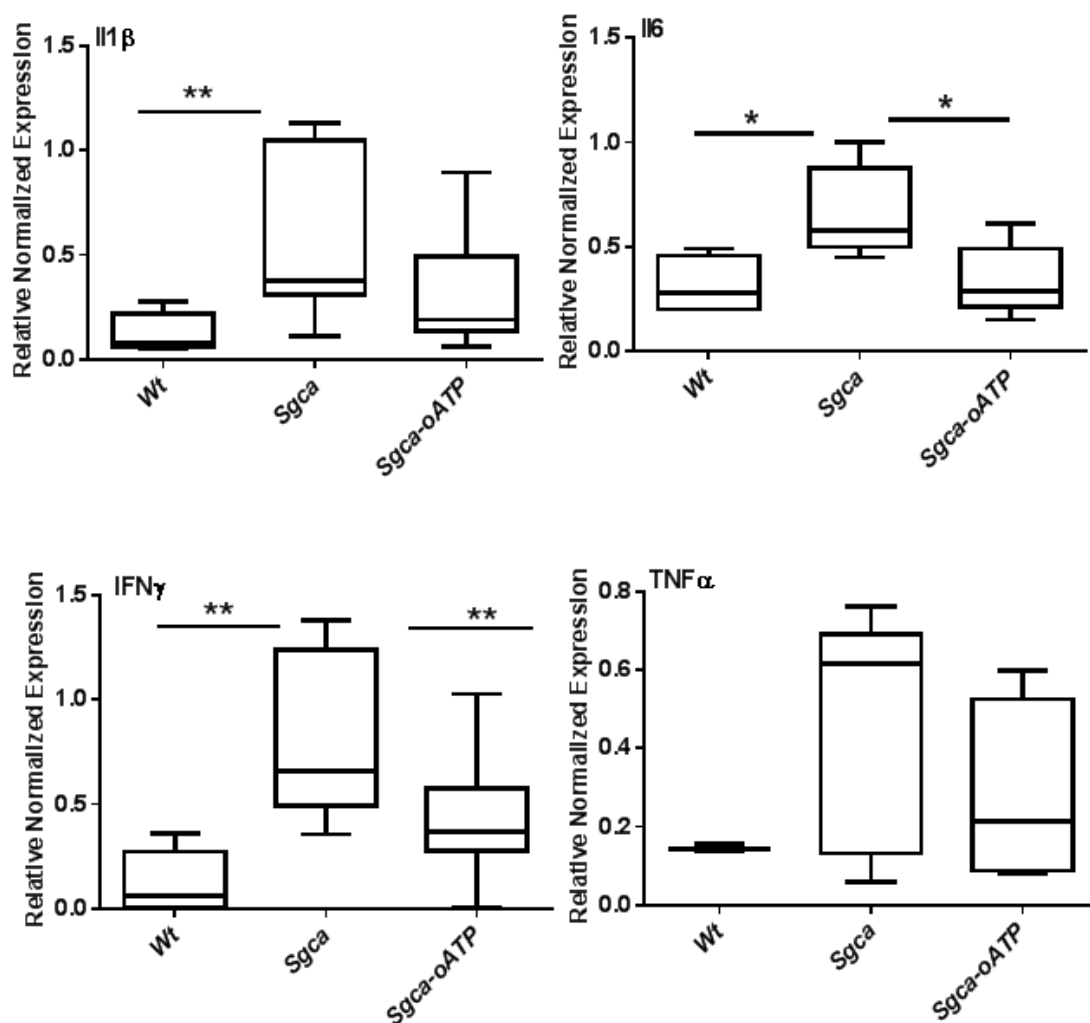 Il1β
Relative Normalized Expression
1.5
1.0
0.5
0.0
**
Wt
Sgca
Sgca-oATP
Il6
Relative Normalized Expression
1.5
1.0
0.5
0.0
*
*
Wt
Sgca
Sgca-oATP
IFNγ
Relative Normalized Expression
1.5
1.0
0.5
0.0
**
**
Wt
Sgca
Sgca-oATP
TNFα
Relative Normalized Expression
0.8
0.6
0.4
0.2
0.0
Wt
Sgca
Sgca-oATP